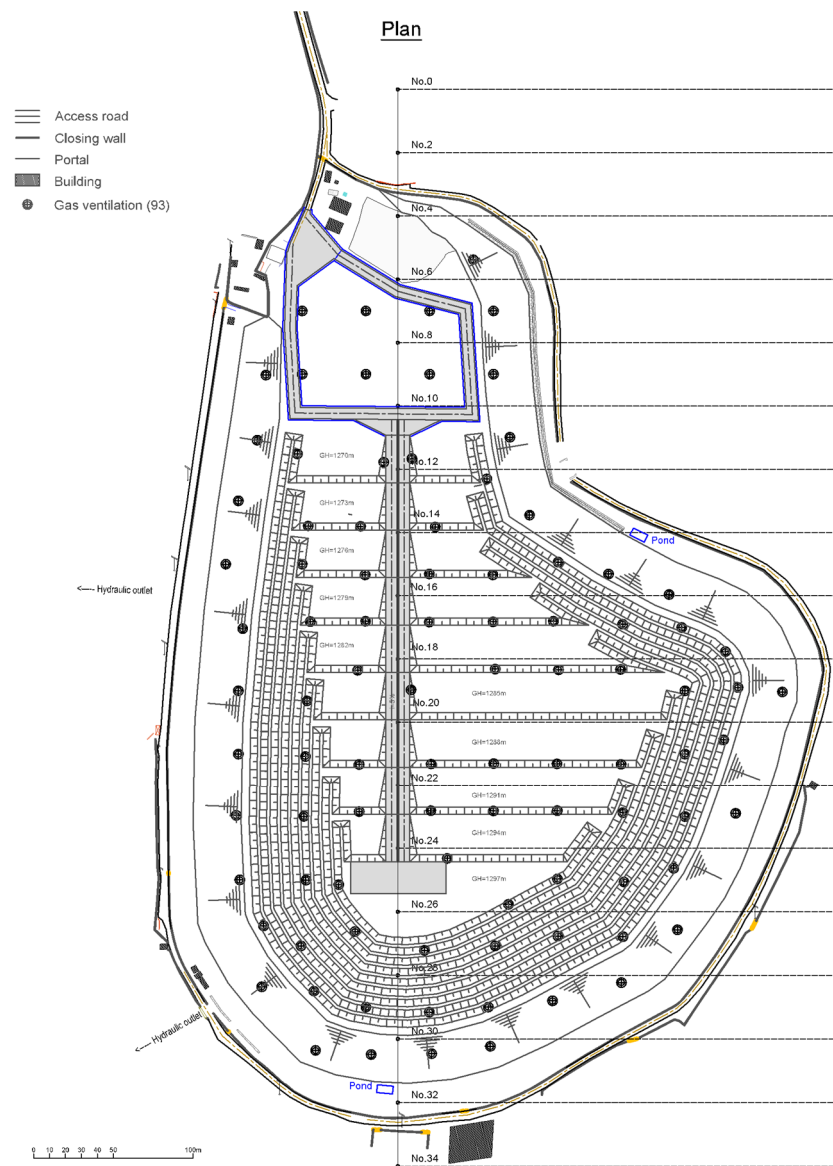 Plan
No.0
No.2
Access road
Closing wall
Portal
Building
Gas ventilation (93)
No.4
No.6
No.8
No.10
GH=1270m
No.12
GH=1273m
No.14
Pond
GH=1276m
No.16
Hydraulic outlet
GH=1279m
GH=1282m
No.18
GH=1285m
No.20
GH=1288m
No.22
GH=1291m
GH=1294m
No.24
GH=1297m
No.26
No.28
Hydraulic outlet
No.30
Pond
No.32
0 10 20 30 40 50 100m
No.34